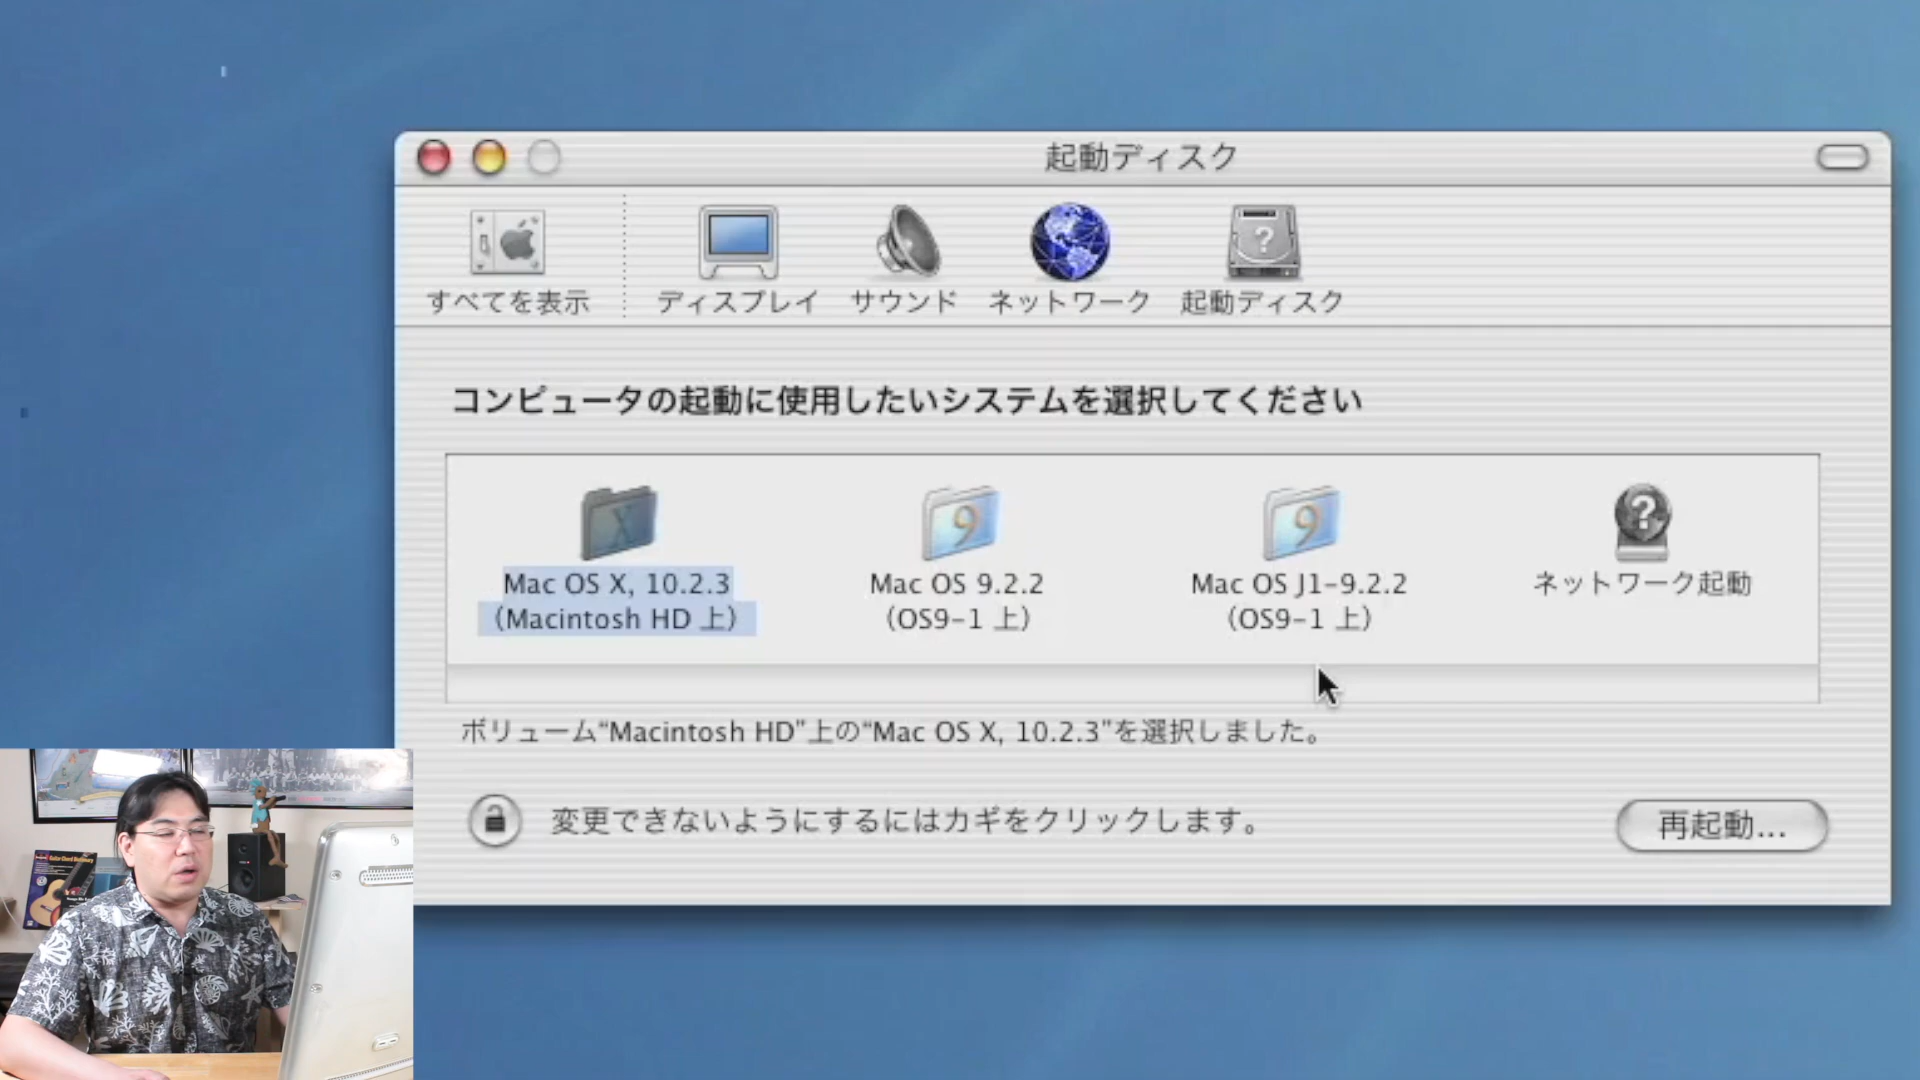 起動ディスク
すべてを表示
ディスプレイ
サウンド
ネットワーク
起動ディスク
コンピュータの起動に使用したいシステムを選択してください
Mac OS X, 10.2.3
（Macintosh HD 上）
Mac OS 9.2.2
（OS9-1 上）
Mac OS J1-9.2.2
（OS9-1 上）
ネットワーク起動
ボリューム“Macintosh HD”上の“Mac OS X, 10.2.3”を選択しました。
変更できないようにするにはカギをクリックします。
再起動...
Guitar Chord Dictionary